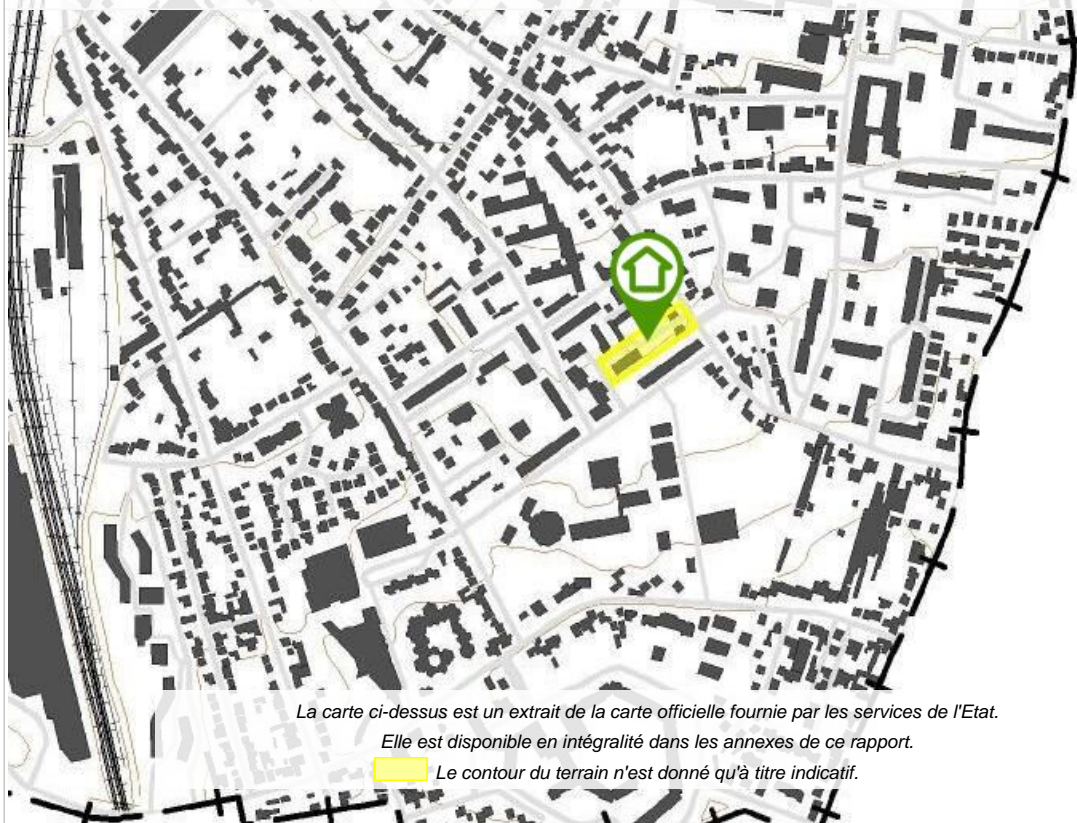 La carte ci-dessus est un extrait de la carte officielle fournie par les services de l'Etat.
Elle est disponible en intégralité dans les annexes de ce rapport.
Le contour du terrain n'est donné qu'à titre indicatif.